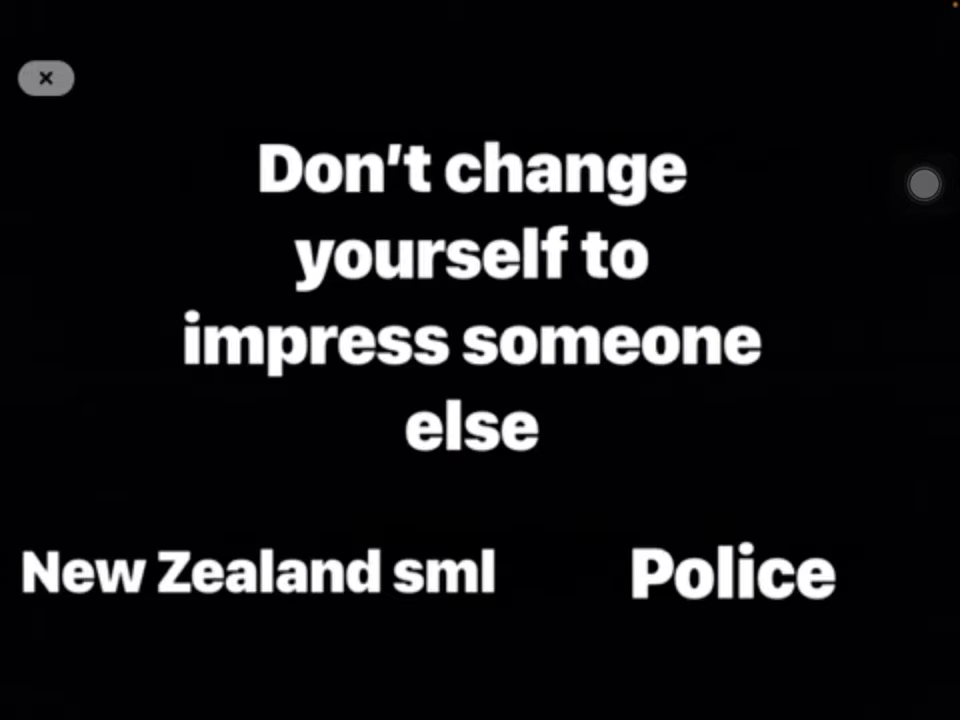 Don't change
yourself to
impress someone
else
New Zealand sml
Police